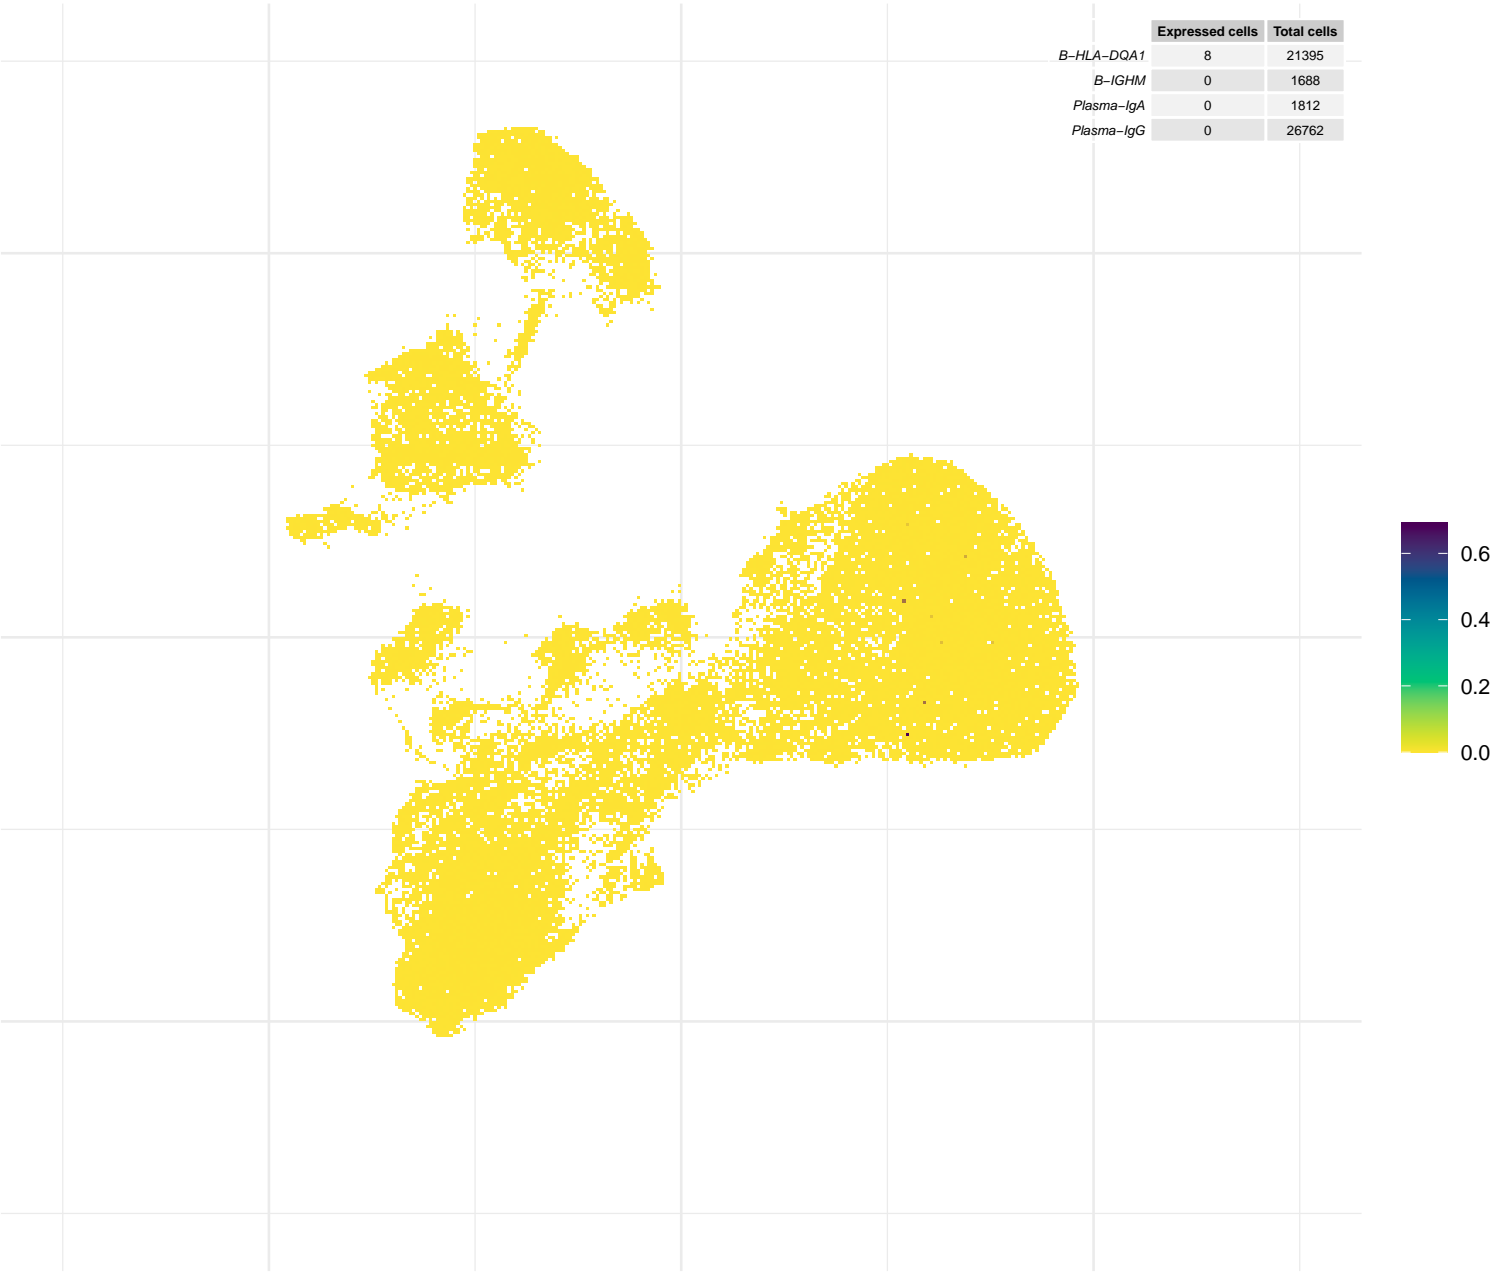 Expressed cells Total cells
B−HLA−DQA1 8 21395
B−IGHM 0 1688
Plasma−IgA 0 1812
Plasma−IgG 0 26762
0.6
0.4
0.2
0.0